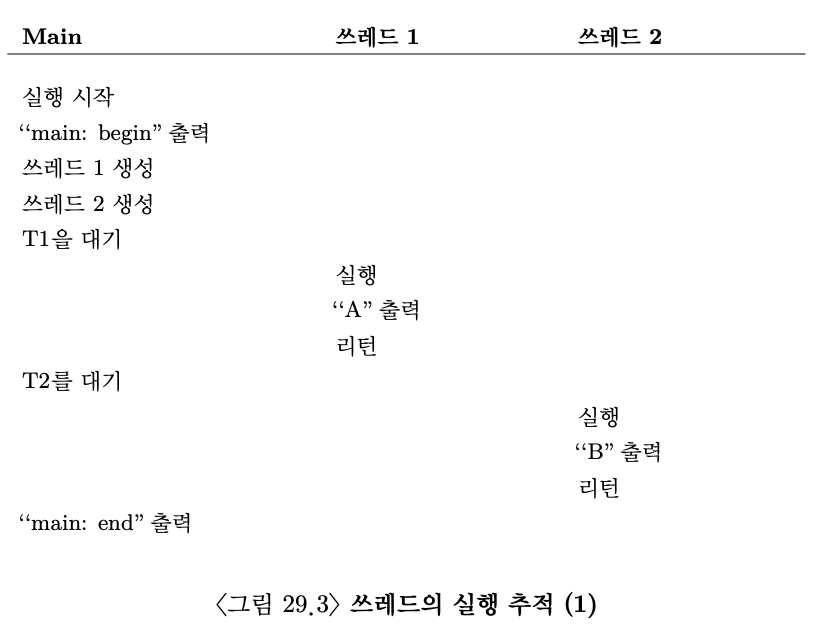 Main 쓰레드 1 쓰레드 2
실행 시작
“main: begin” 출력
쓰레드 1 생성
쓰레드 2 생성
T1을 대기
실행
“A” 출력
리턴
T2를 대기
실행
“B” 출력
리턴
“main: end” 출력
〈그림 29.3〉 쓰레드의 실행 추적 (1)